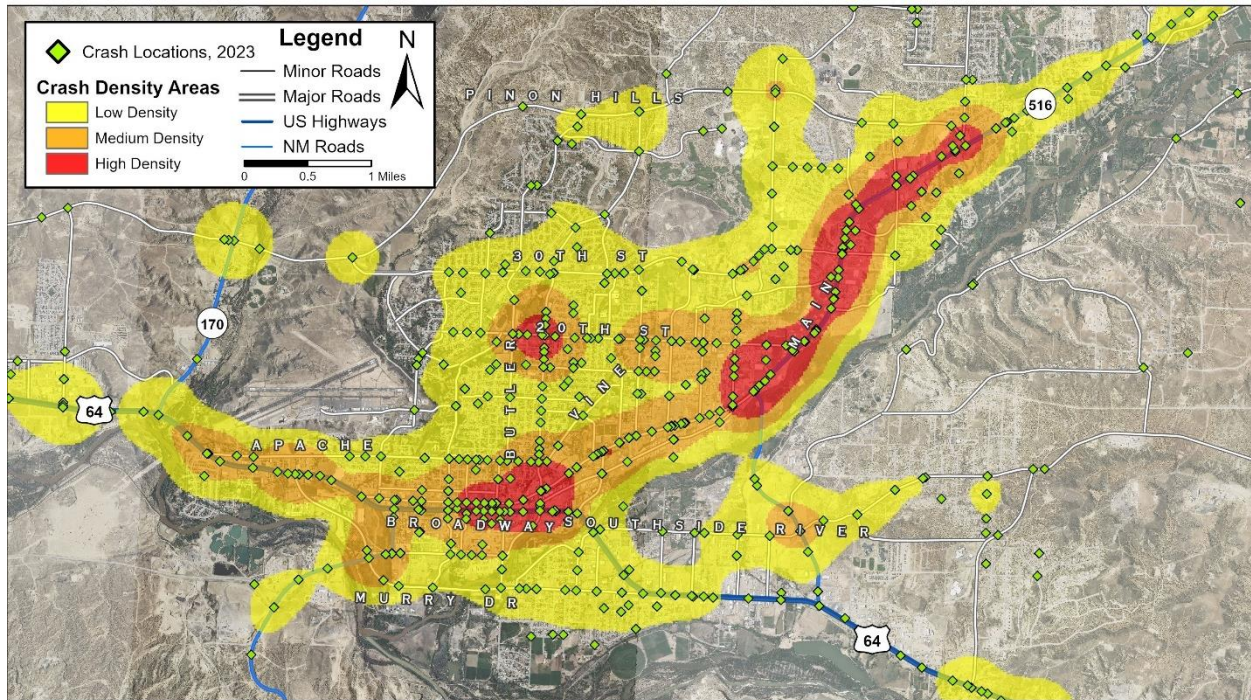 Legend
N
Crash Locations, 2023
Crash Density Areas
Low Density
Medium Density
High Density
Minor Roads
Major Roads
US Highways
NM Roads
0 0.5 1 Miles
PINON HILLS
516
30TH ST
170
20TH ST
MAIN
BUTLER
VINE
64
APACHE
BROADWAY
SOUTHSIDE RIVER
MURRY DR
64